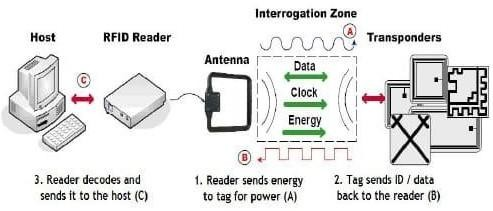 Interrogation Zone
Host
RFID Reader
A
Transponders
Antenna
Data
C
Clock
Energy
B
3. Reader decodes and
sends it to the host (C)
1. Reader sends energy
to tag for power (A)
2. Tag sends ID / data
back to the reader (B)